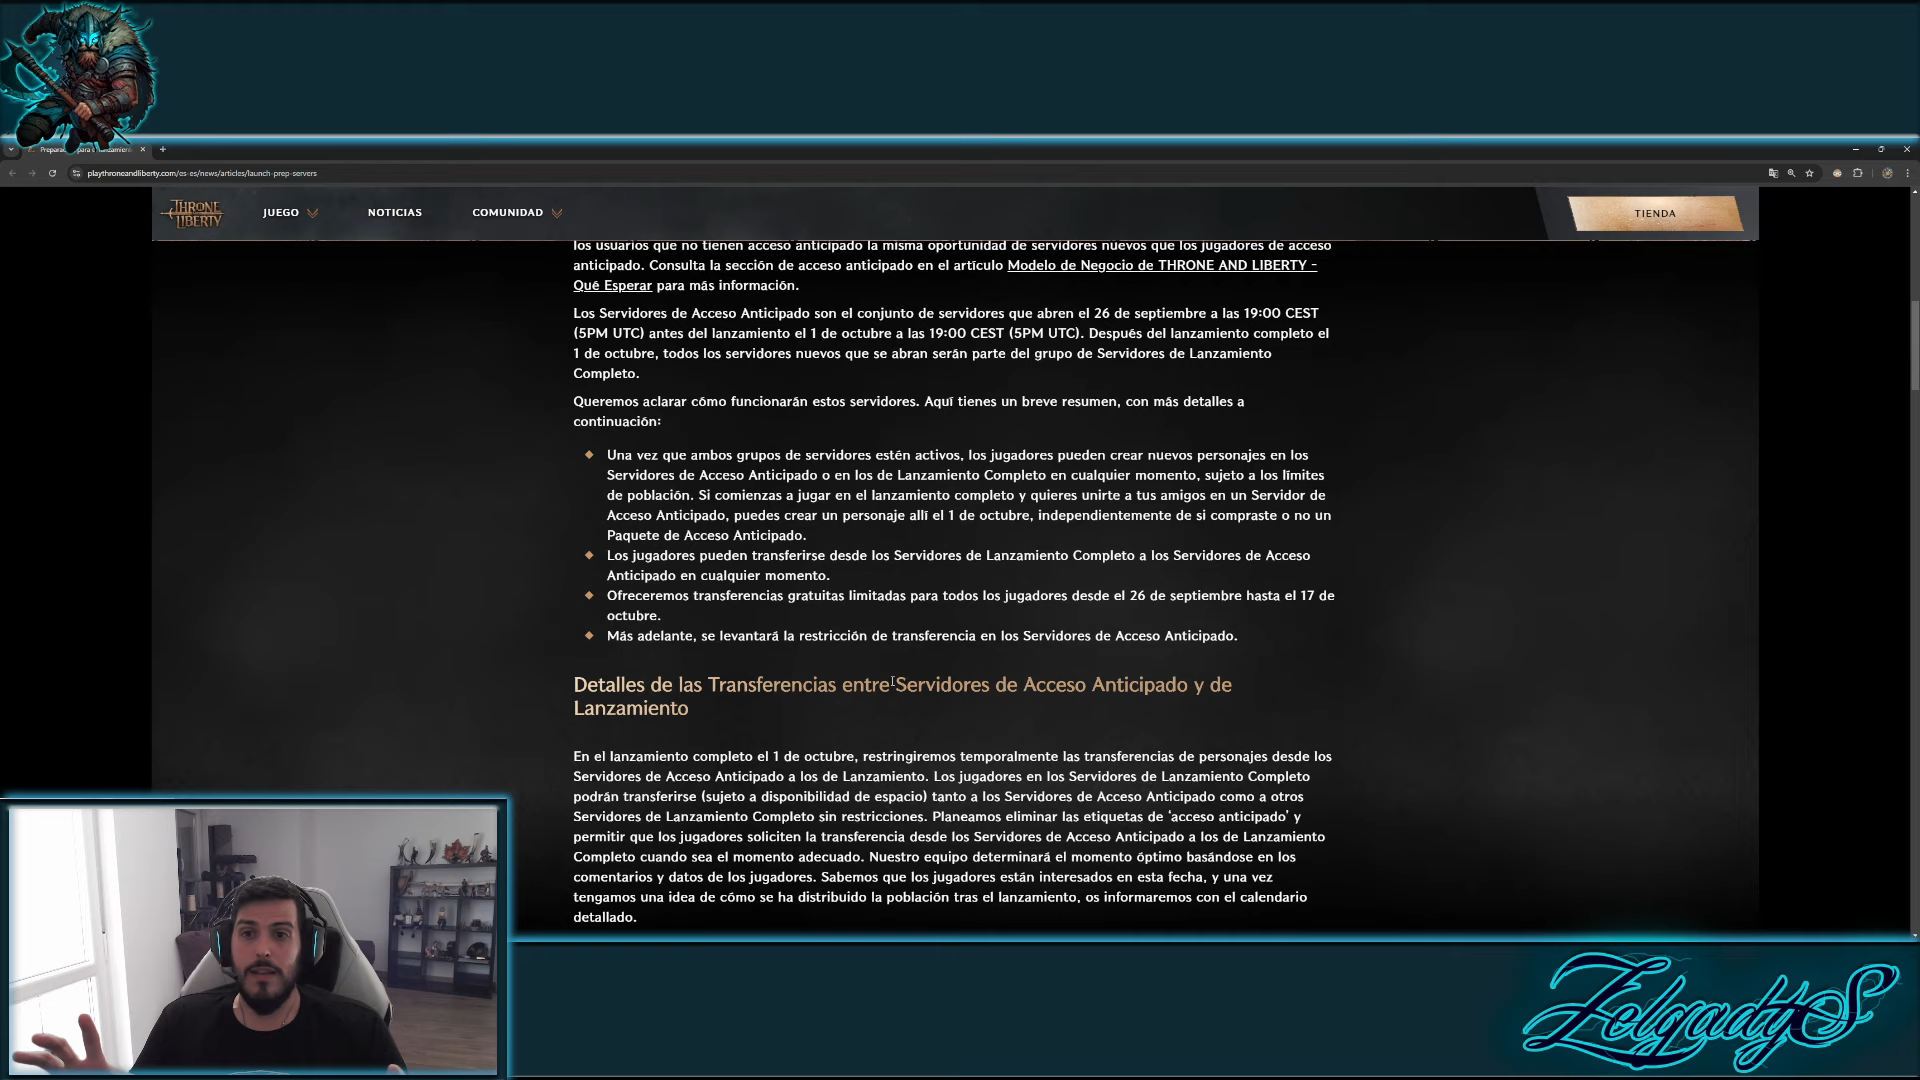 playthroneandliberty.com/es-es/news/articles/launch-prep-servers
THRONE
LIBERTY
JUEGO
NOTICIAS
COMUNIDAD
TIENDA
los usuarios que no tienen acceso anticipado la misma oportunidad de servidores nuevos que los jugadores de acceso
anticipado. Consulta la sección de acceso anticipado en el artículo Modelo de Negocio de THRONE AND LIBERTY -
Qué Esperar para más información.
Los Servidores de Acceso Anticipado son el conjunto de servidores que abren el 26 de septiembre a las 19:00 CEST
(5PM UTC) antes del lanzamiento el 1 de octubre a las 19:00 CEST (5PM UTC). Después del lanzamiento completo el
1 de octubre, todos los servidores nuevos que se abran serán parte del grupo de Servidores de Lanzamiento
Completo.
Queremos aclarar cómo funcionarán estos servidores. Aquí tienes un breve resumen, con más detalles a
continuación:
Una vez que ambos grupos de servidores estén activos, los jugadores pueden crear nuevos personajes en los
Servidores de Acceso Anticipado o en los de Lanzamiento Completo en cualquier momento, sujeto a los límites
de población. Si comienzas a jugar en el lanzamiento completo y quieres unirte a tus amigos en un Servidor de
Acceso Anticipado, puedes crear un personaje allí el 1 de octubre, independientemente de si compraste o no un
Paquete de Acceso Anticipado.
Los jugadores pueden transferirse desde los Servidores de Lanzamiento Completo a los Servidores de Acceso
Anticipado en cualquier momento.
Ofreceremos transferencias gratuitas limitadas para todos los jugadores desde el 26 de septiembre hasta el 17 de
octubre.
Más adelante, se levantará la restricción de transferencia en los Servidores de Acceso Anticipado.
Detalles de las Transferencias entre Servidores de Acceso Anticipado y de
Lanzamiento
En el lanzamiento completo el 1 de octubre, restringiremos temporalmente las transferencias de personajes desde los
Servidores de Acceso Anticipado a los de Lanzamiento. Los jugadores en los Servidores de Lanzamiento Completo
podrán transferirse (sujeto a disponibilidad de espacio) tanto a los Servidores de Acceso Anticipado como a otros
Servidores de Lanzamiento Completo sin restricciones. Planeamos eliminar las etiquetas de ‘acceso anticipado’ y
permitir que los jugadores soliciten la transferencia desde los Servidores de Acceso Anticipado a los de Lanzamiento
Completo cuando sea el momento adecuado. Nuestro equipo determinará el momento óptimo basándose en los
comentarios y datos de los jugadores. Sabemos que los jugadores están interesados en esta fecha, y una vez
tengamos una idea de cómo se ha distribuido la población tras el lanzamiento, os informaremos con el calendario
detallado.
ZelgadyS